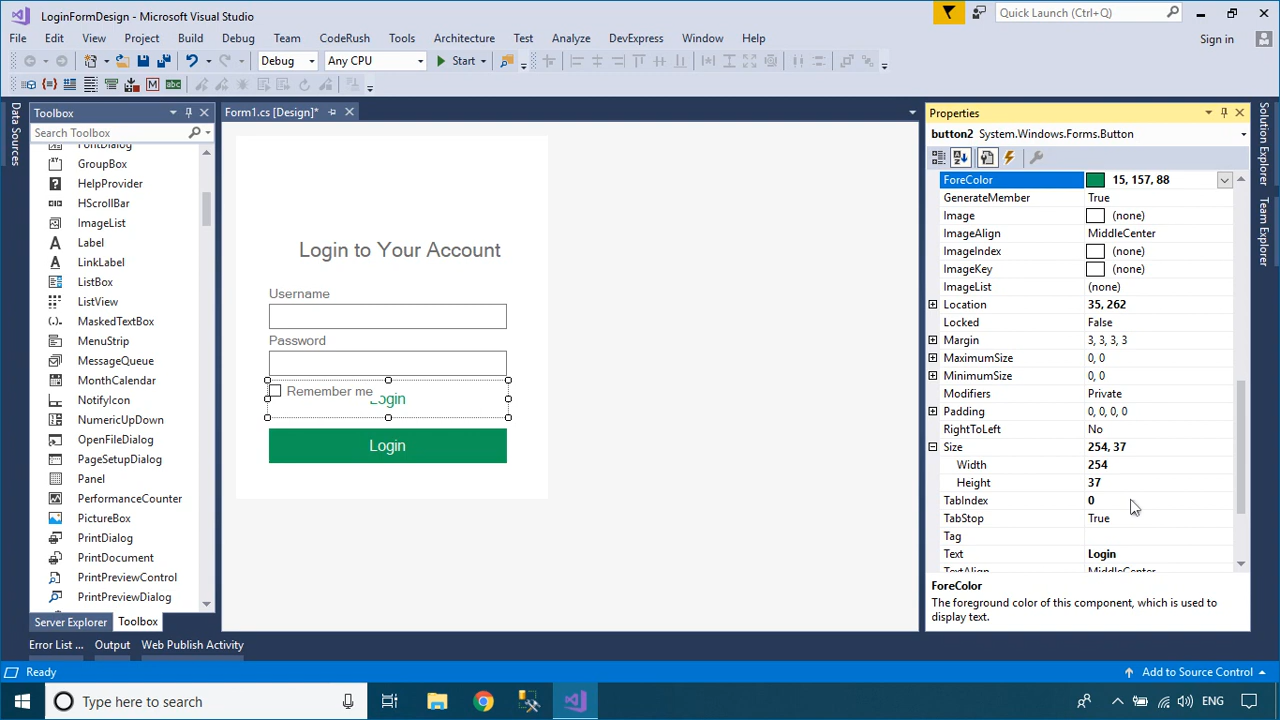 LoginFormDesign - Microsoft Visual Studio
Quick Launch (Ctrl+Q)
File Edit View Project Build Debug Team CodeRush Tools Architecture Test Analyze DevExpress Window Help
Sign in
Debug Any CPU Start
Data Sources
Toolbox
Search Toolbox
FontDialog
GroupBox
HelpProvider
HScrollBar
ImageList
Label
LinkLabel
ListBox
ListView
MaskedTextBox
MenuStrip
MessageQueue
MonthCalendar
NotifyIcon
NumericUpDown
OpenFileDialog
PageSetupDialog
Panel
PerformanceCounter
PictureBox
PrintDialog
PrintDocument
PrintPreviewControl
PrintPreviewDialog
Server Explorer Toolbox
Form1.cs [Design]*
Login to Your Account
Username
Password
Remember me
Login
Login
Properties
button2 System.Windows.Forms.Button
ForeColor 15, 157, 88
GenerateMember True
Image (none)
ImageAlign MiddleCenter
ImageIndex (none)
ImageKey (none)
ImageList (none)
Location 35, 262
Locked False
Margin 3, 3, 3, 3
MaximumSize 0, 0
MinimumSize 0, 0
Modifiers Private
Padding 0, 0, 0, 0
RightToLeft No
Size 254, 37
Width 254
Height 37
TabIndex 0
TabStop True
Tag
Text Login
TextAlign MiddleCenter
ForeColor
The foreground color of this component, which is used to
display text.
Solution Explorer
Team Explorer
Error List ... Output Web Publish Activity
Ready
Add to Source Control
Type here to search
ENG